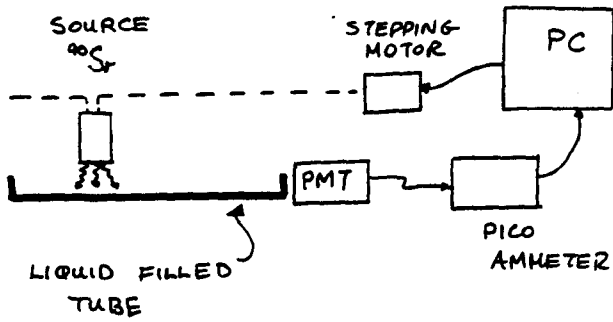 SOURCE
⁹⁰Sr
STEPPING
MOTOR
PC
PMT
PICO
AMMETER
LIQUID FILLED
TUBE